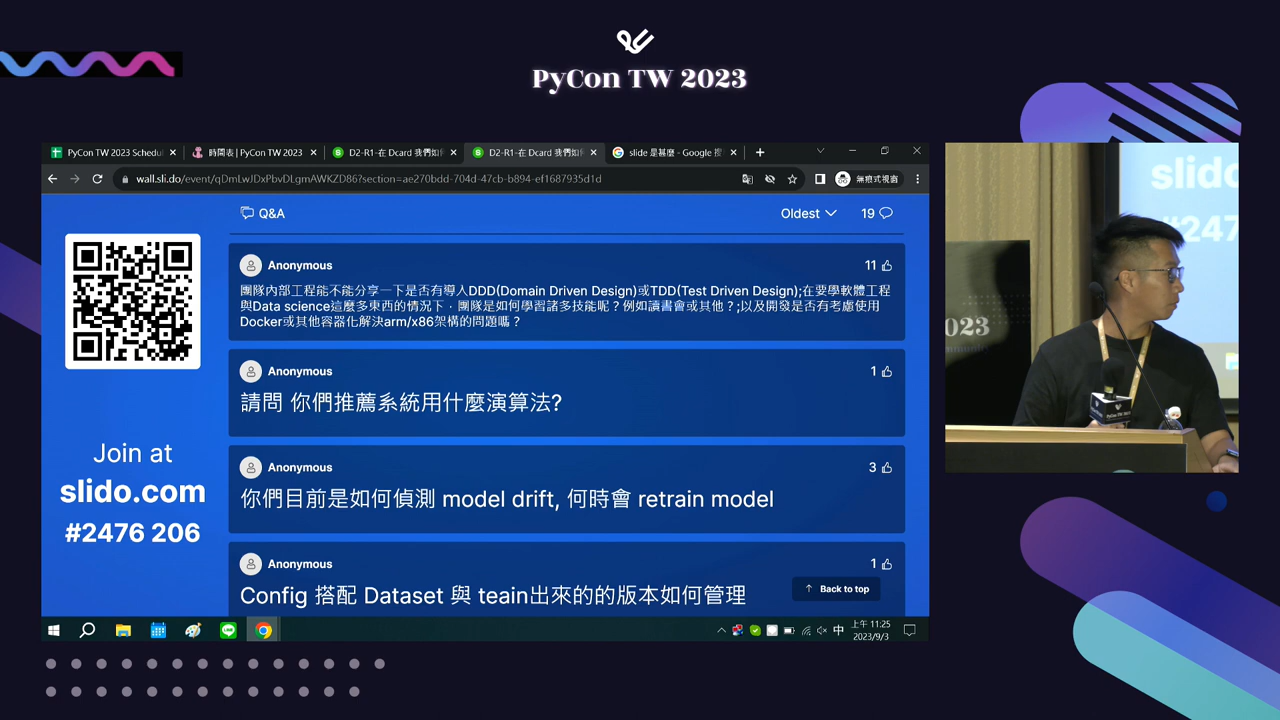 PyCon TW 2023
PyCon TW 2023 Schedul
時間表 | PyCon TW 2023
D2-R1-在 Dcard 我們如何
D2-R1-在 Dcard 我們如何
slide 是甚麼 - Google 搜
wall.sli.do/event/qDmLwJDxPbvDLgmAWKZD86?section=ae270bdd-704d-47cb-b894-ef1687935d1d
無痕式視窗
Q&A
Oldest
19
Anonymous
11
團隊內部工程能不能分享一下是否有導入DDD(Domain Driven Design)或TDD(Test Driven Design);在要學軟體工程
與Data science這麼多東西的情況下，團隊是如何學習諸多技能呢？例如讀書會或其他？;以及開發是否有考慮使用
Docker或其他容器化解決arm/x86架構的問題嗎？
Anonymous
1
請問 你們推薦系統用什麼演算法?
Anonymous
3
你們目前是如何偵測 model drift, 何時會 retrain model
Anonymous
1
Config 搭配 Dataset 與 teain出來的的版本如何管理
Back to top
Join at
slido.com
#2476 206
中
上午 11:25
2023/9/3
slido
#247
023
PyCon TW 2023